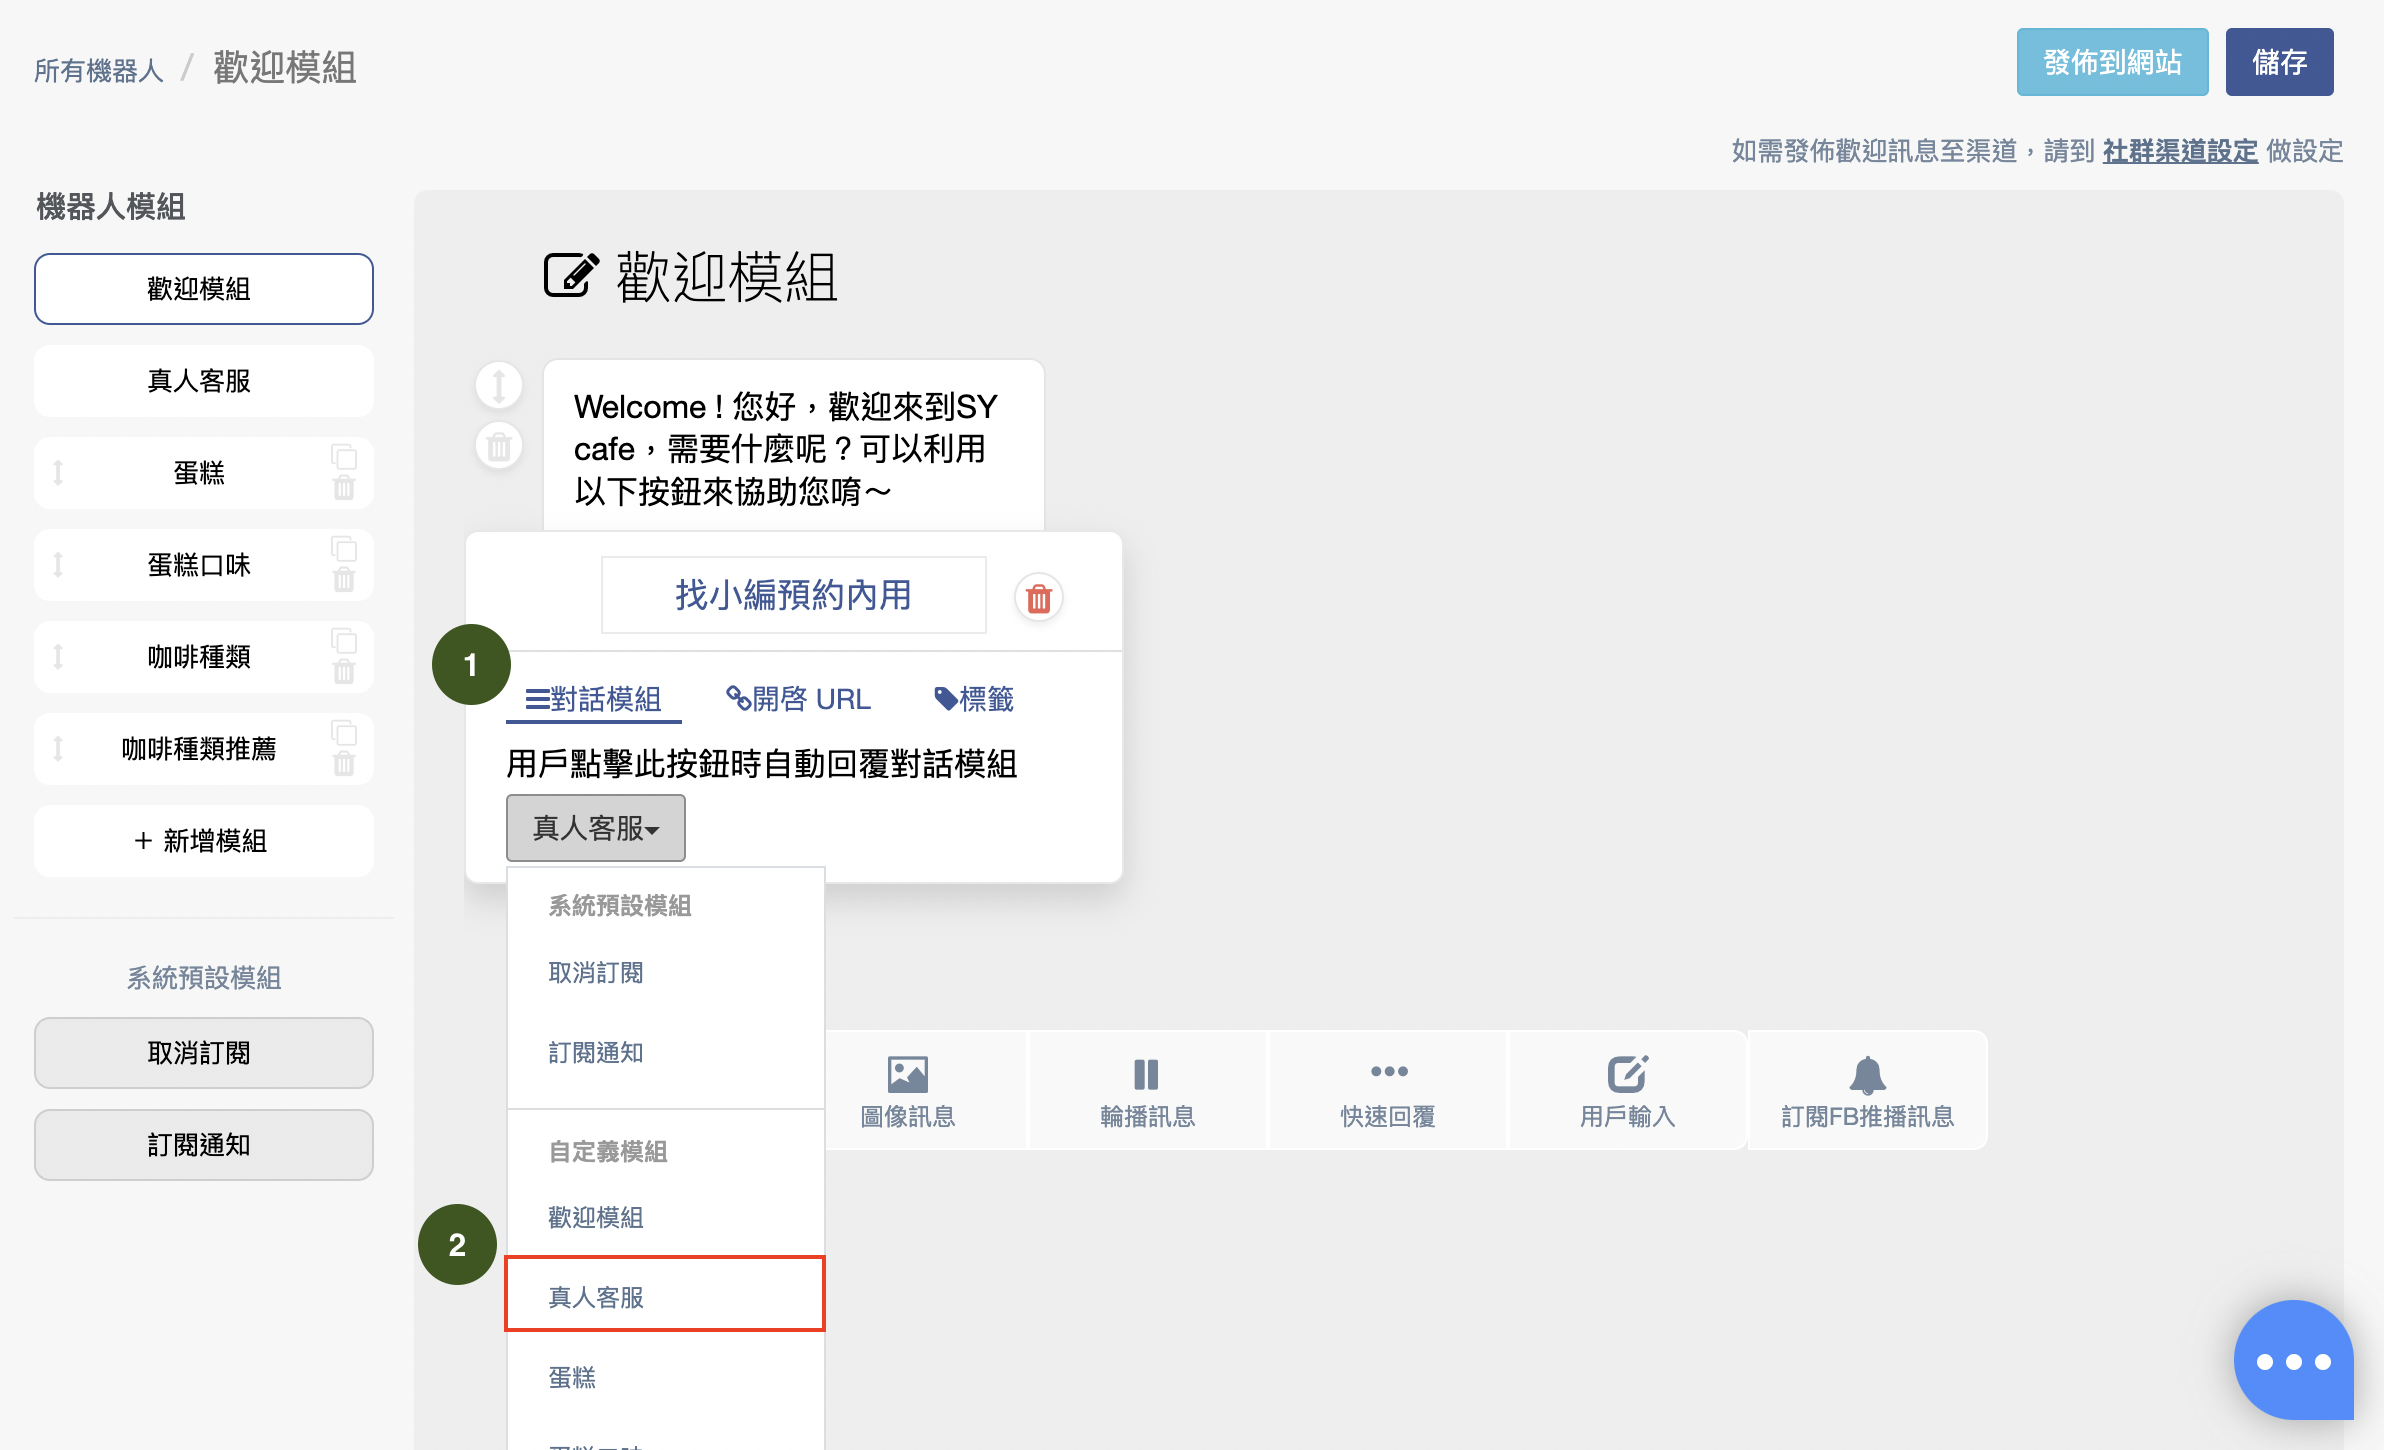 所有機器人 / 歡迎模組
發佈到網站
儲存
如需發佈歡迎訊息至渠道，請到 社群渠道設定 做設定
機器人模組
歡迎模組
真人客服
蛋糕
蛋糕口味
咖啡種類
咖啡種類推薦
+ 新增模組
系統預設模組
取消訂閱
訂閱通知
歡迎模組
Welcome ! 您好，歡迎來到SY
cafe，需要什麼呢？可以利用
以下按鈕來協助您唷～
找小編預約內用
1
對話模組
開啓 URL
標籤
用戶點擊此按鈕時自動回覆對話模組
真人客服
系統預設模組
取消訂閱
訂閱通知
自定義模組
歡迎模組
2
真人客服
蛋糕
圖像訊息
輪播訊息
快速回覆
用戶輸入
訂閱FB推播訊息